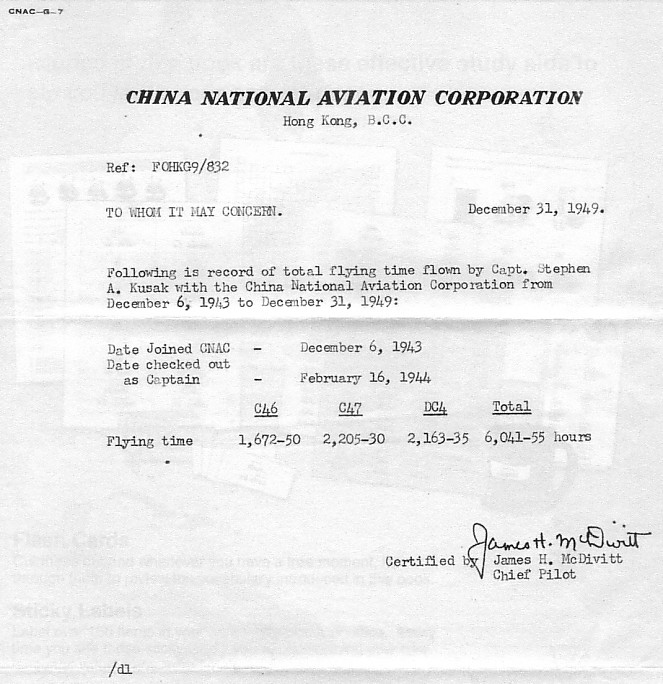 CNAC—G—7
CHINA NATIONAL AVIATION CORPORATION
Hong Kong, B.C.C.
Ref: FOHKG9/832
TO WHOM IT MAY CONCERN. December 31, 1949.
Following is record of total flying time flown by Capt. Stephen
A. Kusak with the China National Aviation Corporation from
December 6, 1943 to December 31, 1949:
Date Joined CNAC - December 6, 1943
Date checked out
as Captain - February 16, 1944
C46 C47 DC4 Total
Flying time 1,672-50 2,205-30 2,163-35 6,041-55 hours
James H. McDivitt
Certified by James H. McDivitt
Chief Pilot
Flash Cards
Sticky Labels
/dl